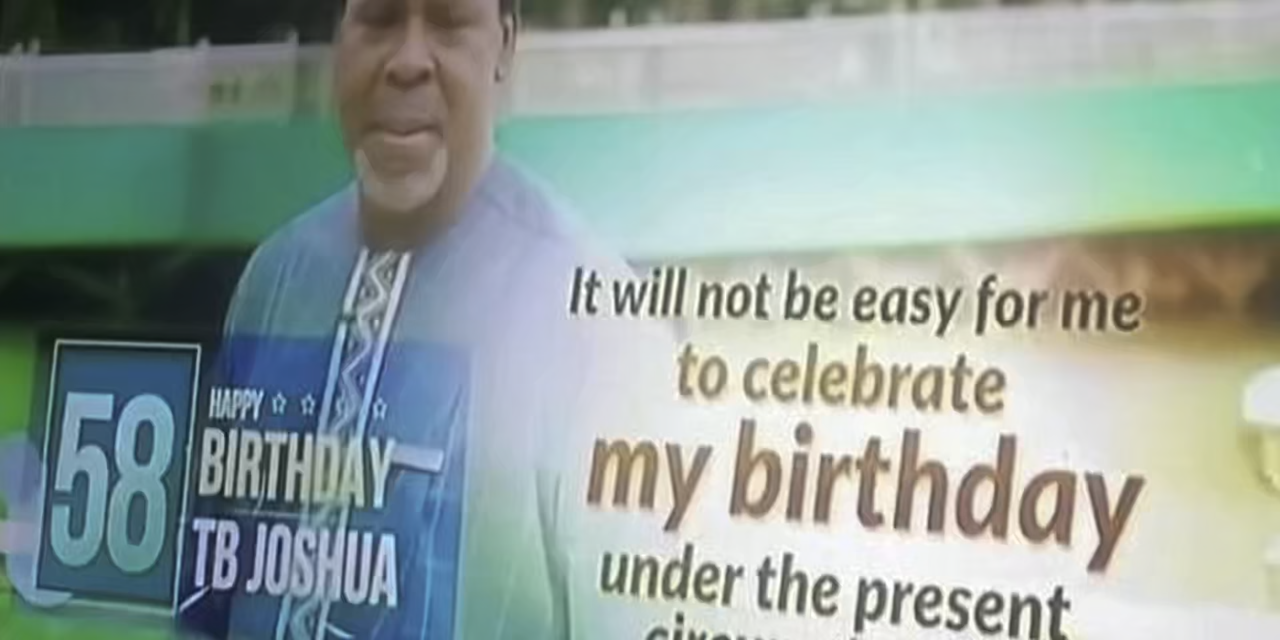 It will not be easy for me
to celebrate
my birthday
under the present
58
HAPPY
BIRTHDAY
TB JOSHUA